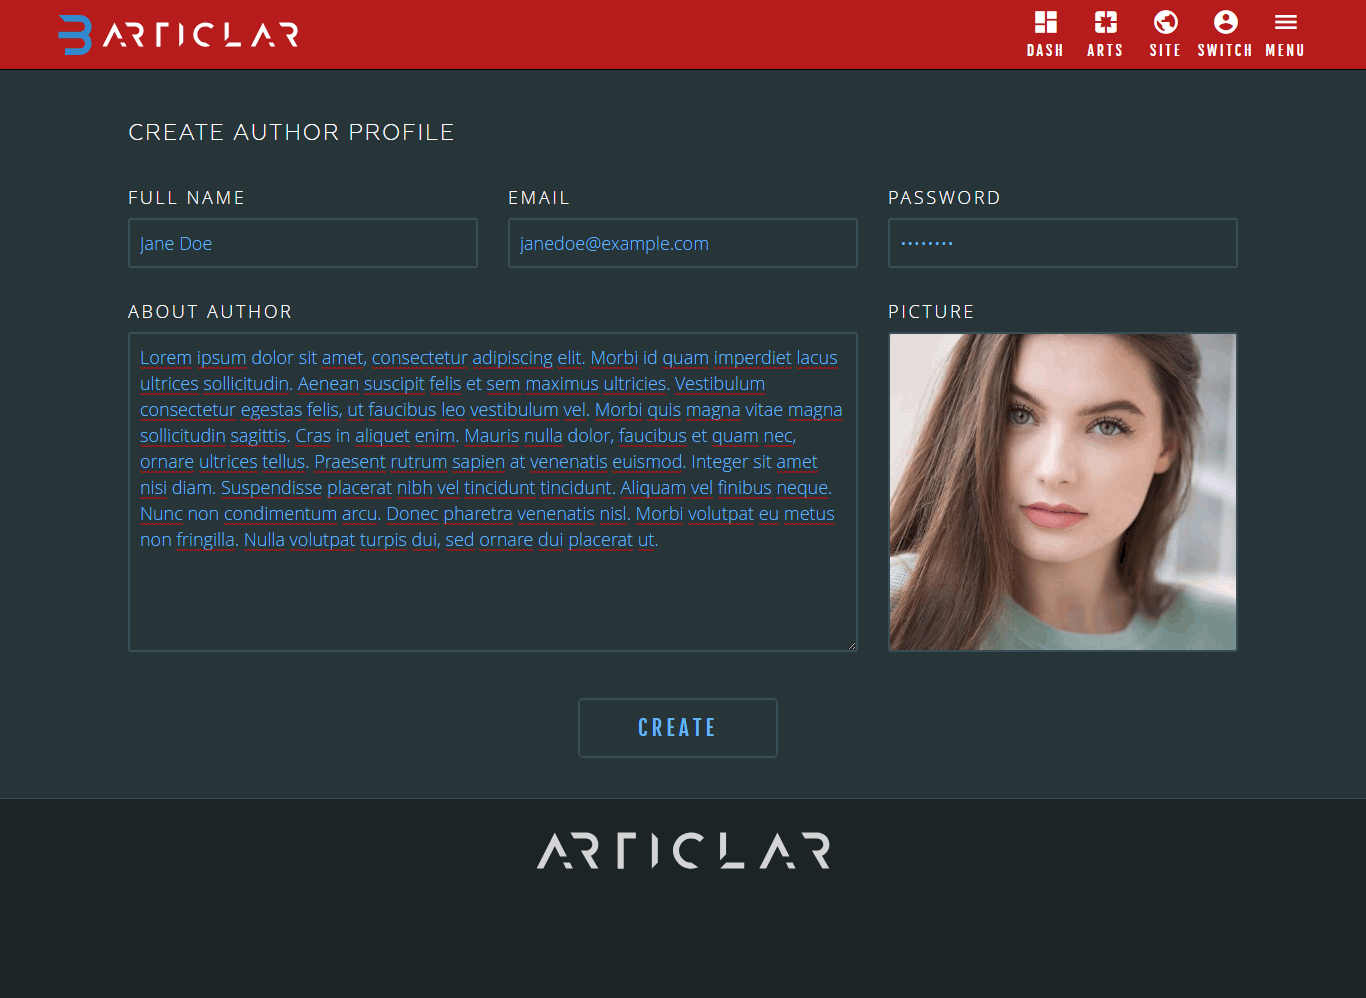 ARTICLAR
DASH ARTS SITE SWITCH MENU
CREATE AUTHOR PROFILE
FULL NAME
Jane Doe
EMAIL
janedoe@example.com
PASSWORD
••••••••
ABOUT AUTHOR
Lorem ipsum dolor sit amet, consectetur adipiscing elit. Morbi id quam imperdiet lacus
ultrices sollicitudin. Aenean suscipit felis et sem maximus ultricies. Vestibulum
consectetur egestas felis, ut faucibus leo vestibulum vel. Morbi quis magna vitae magna
sollicitudin sagittis. Cras in aliquet enim. Mauris nulla dolor, faucibus et quam nec,
ornare ultrices tellus. Praesent rutrum sapien at venenatis euismod. Integer sit amet
nisi diam. Suspendisse placerat nibh vel tincidunt tincidunt. Aliquam vel finibus neque.
Nunc non condimentum arcu. Donec pharetra venenatis nisl. Morbi volutpat eu metus
non fringilla. Nulla volutpat turpis dui, sed ornare dui placerat ut.
PICTURE
CREATE
ARTICLAR